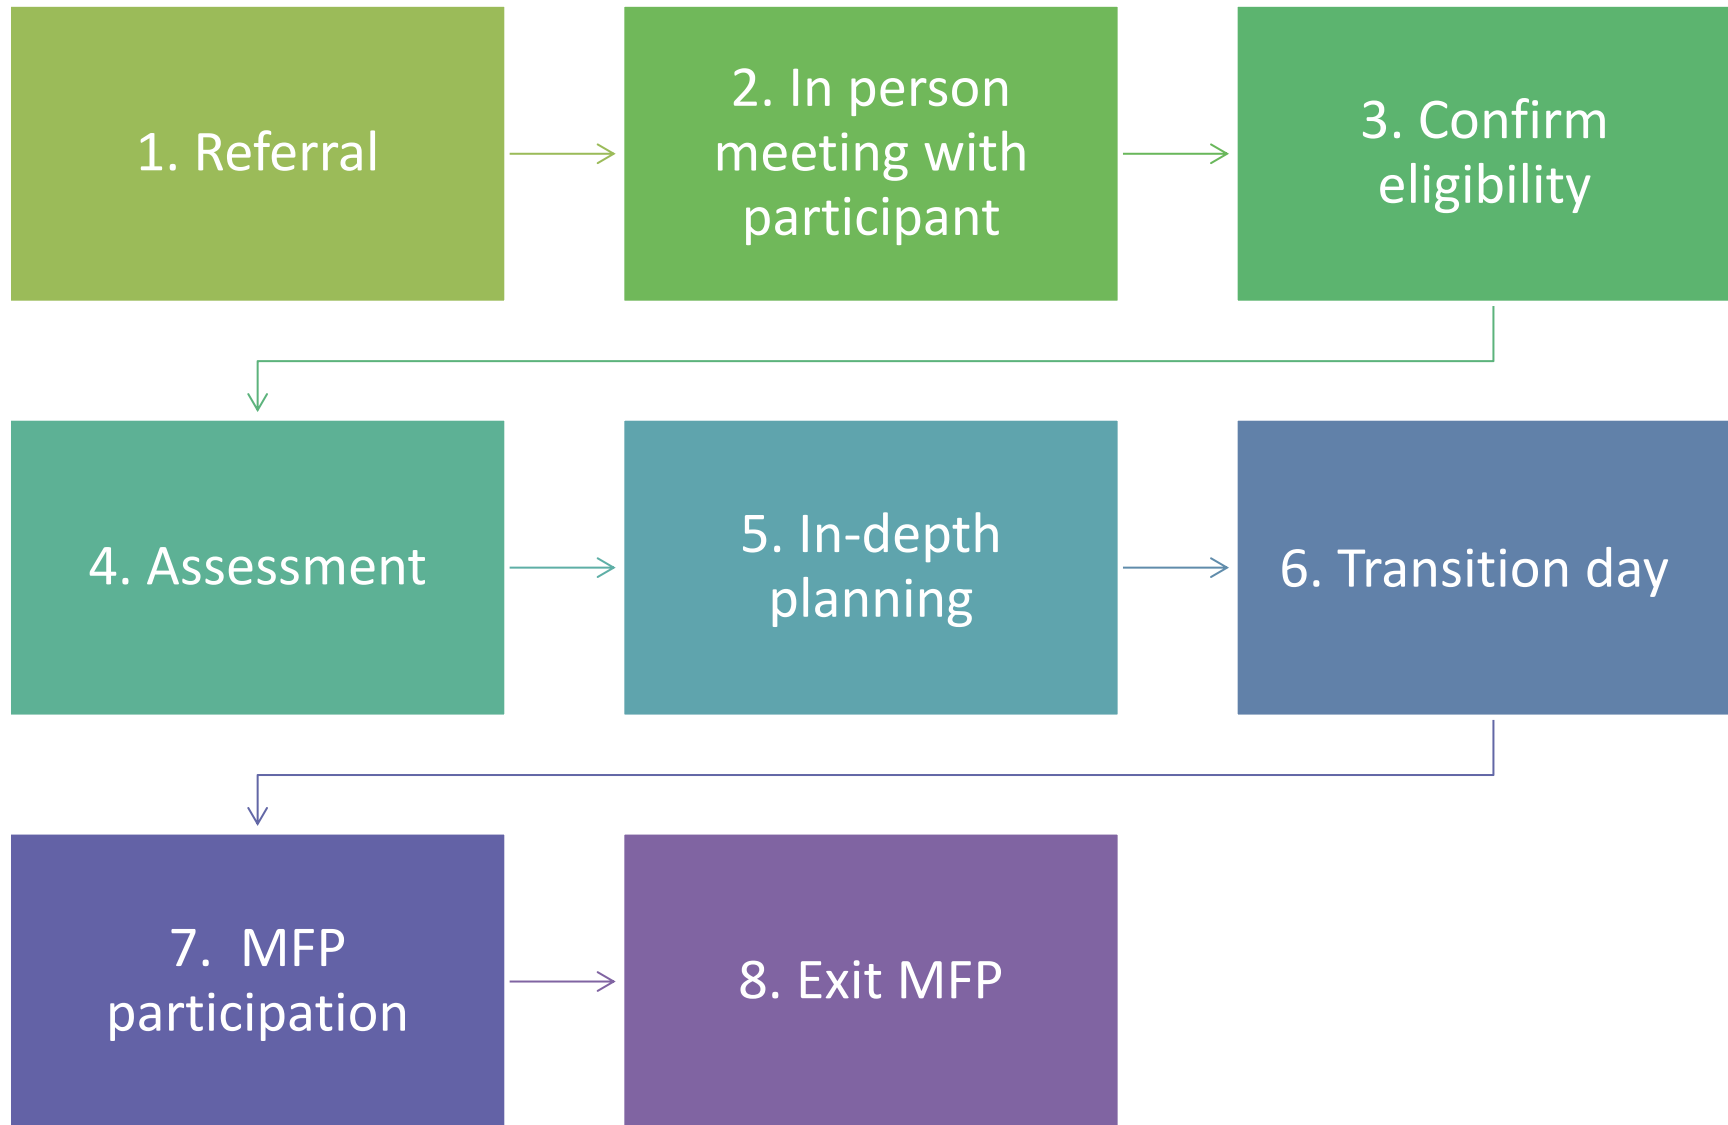 1. Referral
2. In person
meeting with
participant
3. Confirm
eligibility
4. Assessment
5. In-depth
planning
6. Transition day
7.  MFP
participation
8. Exit MFP